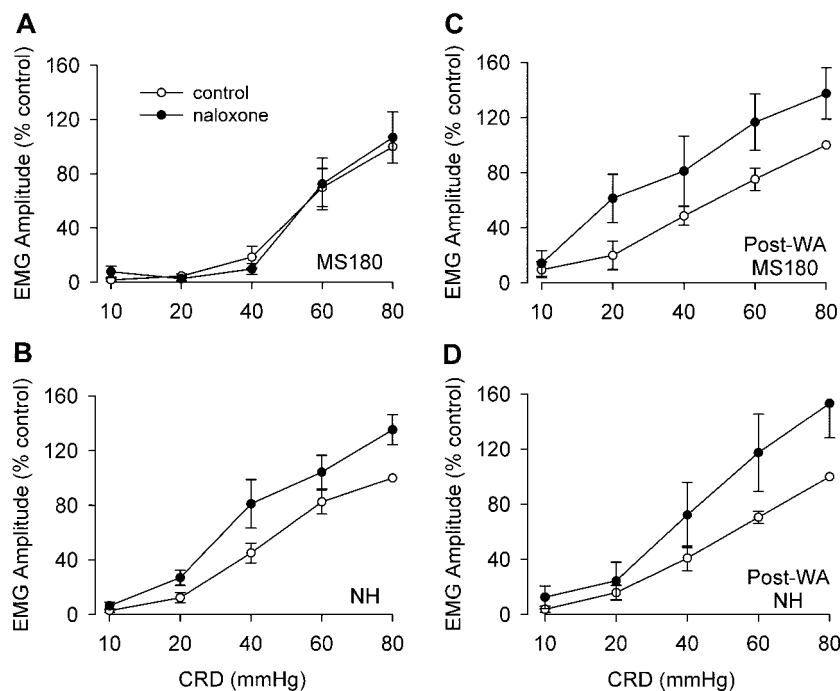 A
EMG Amplitude (% control)
160
120
80
40
0
control
naloxone
MS180
10 20 40 60 80
C
EMG Amplitude (% control)
160
120
80
40
0
Post-WA
MS180
10 20 40 60 80
B
EMG Amplitude (% control)
160
120
80
40
0
NH
10 20 40 60 80
CRD (mmHg)
D
EMG Amplitude (% control)
160
120
80
40
0
Post-WA
NH
10 20 40 60 80
CRD (mmHg)